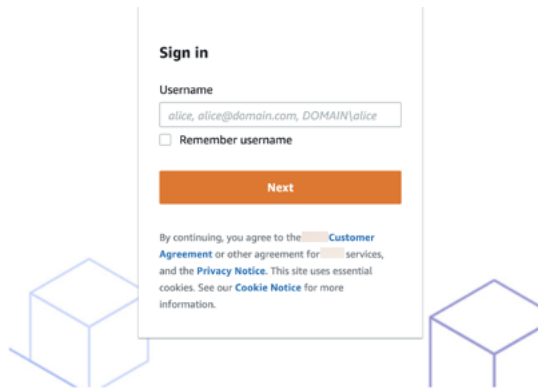 Sign in
Username
alice, alice@domain.com, DOMAIN\alice
Remember username
Next
By continuing, you agree to the Customer
Agreement or other agreement for services,
and the Privacy Notice. This site uses essential
cookies. See our Cookie Notice for more
information.